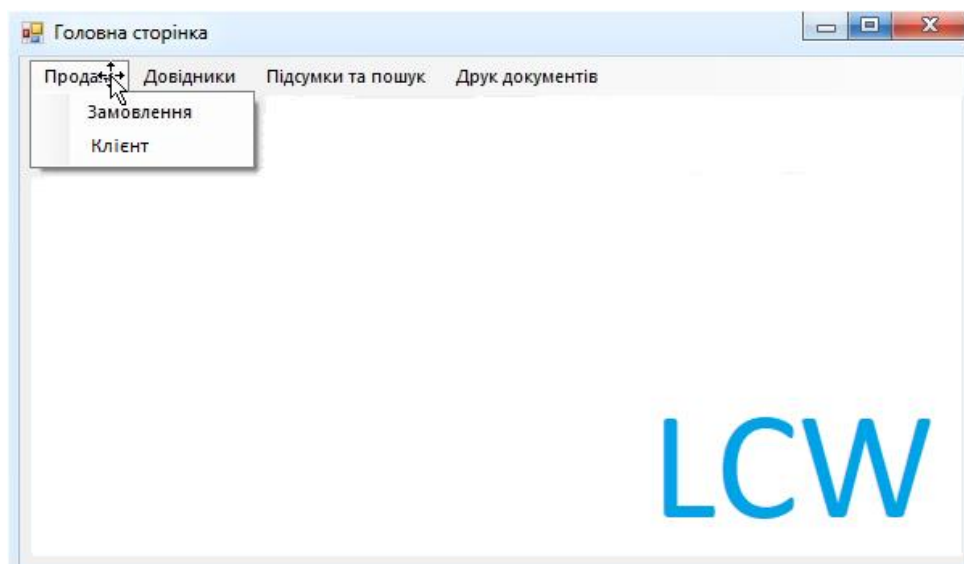 Головна сторінка
Довідники Підсумки та пошук Друк документів
Замовлення
Клієнт
LCW